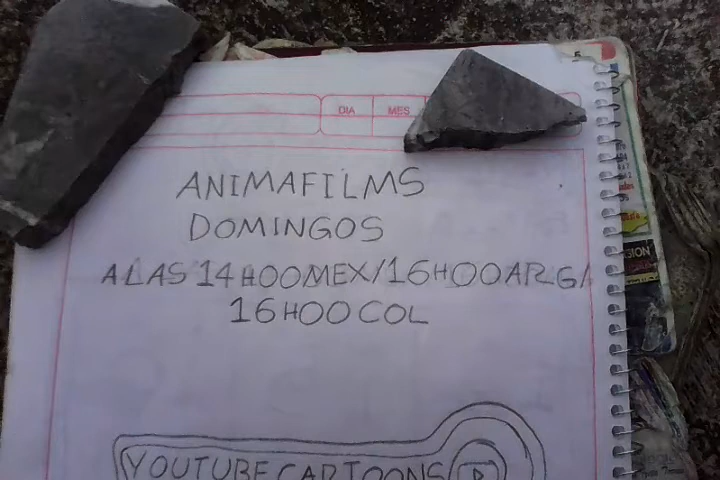 DIA MES
ANIMAFILMS
DOMINGOS
A LAS 14H00MEX/16H00ARG/
16H00COL
YOUTUBE CARTOONS